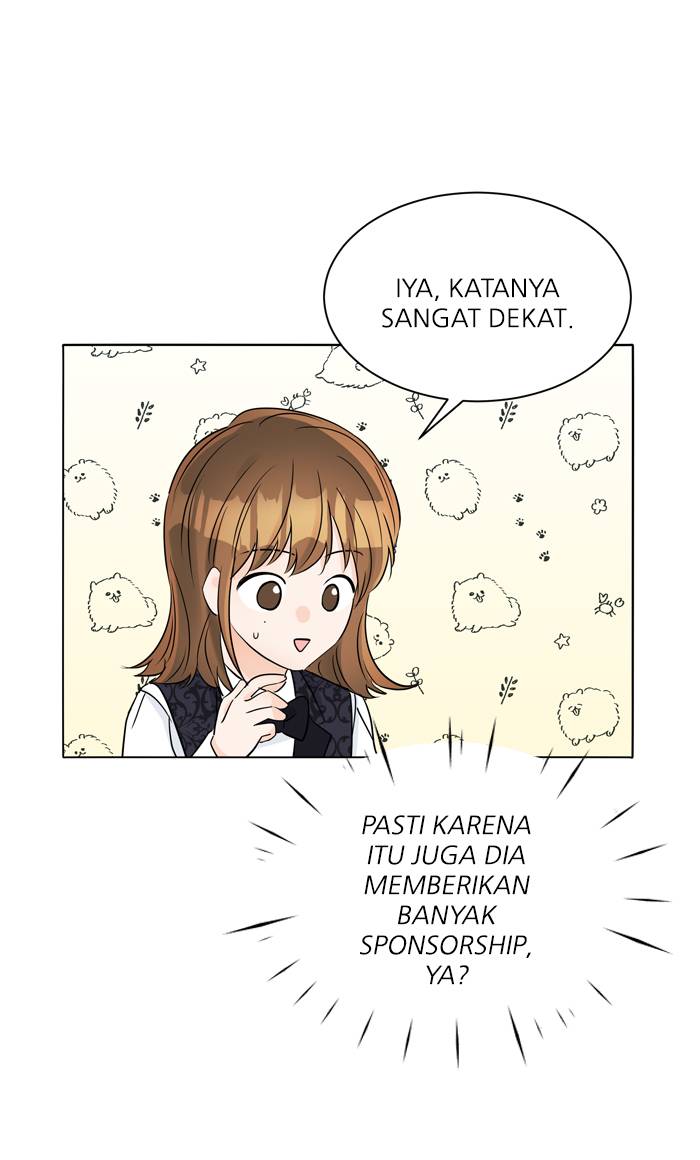 IYA, KATANYA
SANGAT DEKAT.
PASTI KARENA
ITU JUGA DIA
MEMBERIKAN
BANYAK
SPONSORSHIP,
YA?